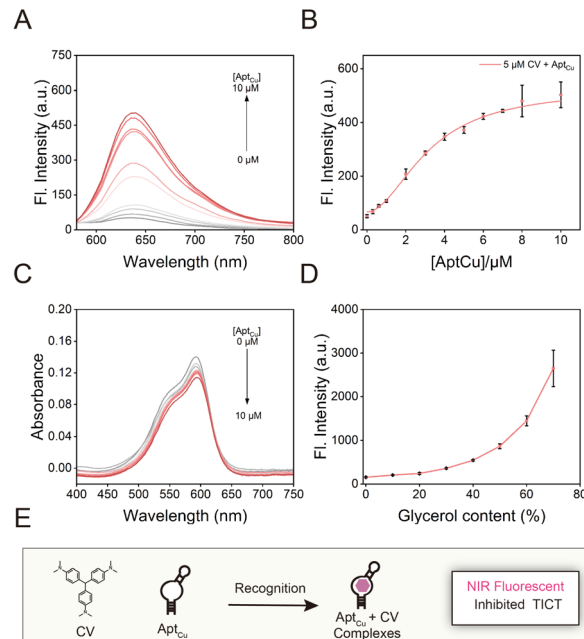 A
Fl. Intensity (a.u.)
750
600
450
300
150
0
600
650
700
750
800
Wavelength (nm)
[AptCu]
10 µM
0 µM
B
Fl. Intensity (a.u.)
600
400
200
0
0
2
4
6
8
10
[AptCu]/µM
5 µM CV + AptCu
C
Absorbance
0.20
0.16
0.12
0.08
0.04
0.00
400
450
500
550
600
650
700
750
Wavelength (nm)
[AptCu]
0 µM
10 µM
D
Fl. Intensity (a.u.)
4000
3000
2000
1000
0
0
20
40
60
80
Glycerol content (%)
E
CV
AptCu
Recognition
AptCu + CV
Complexes
NIR Fluorescent
Inhibited TICT